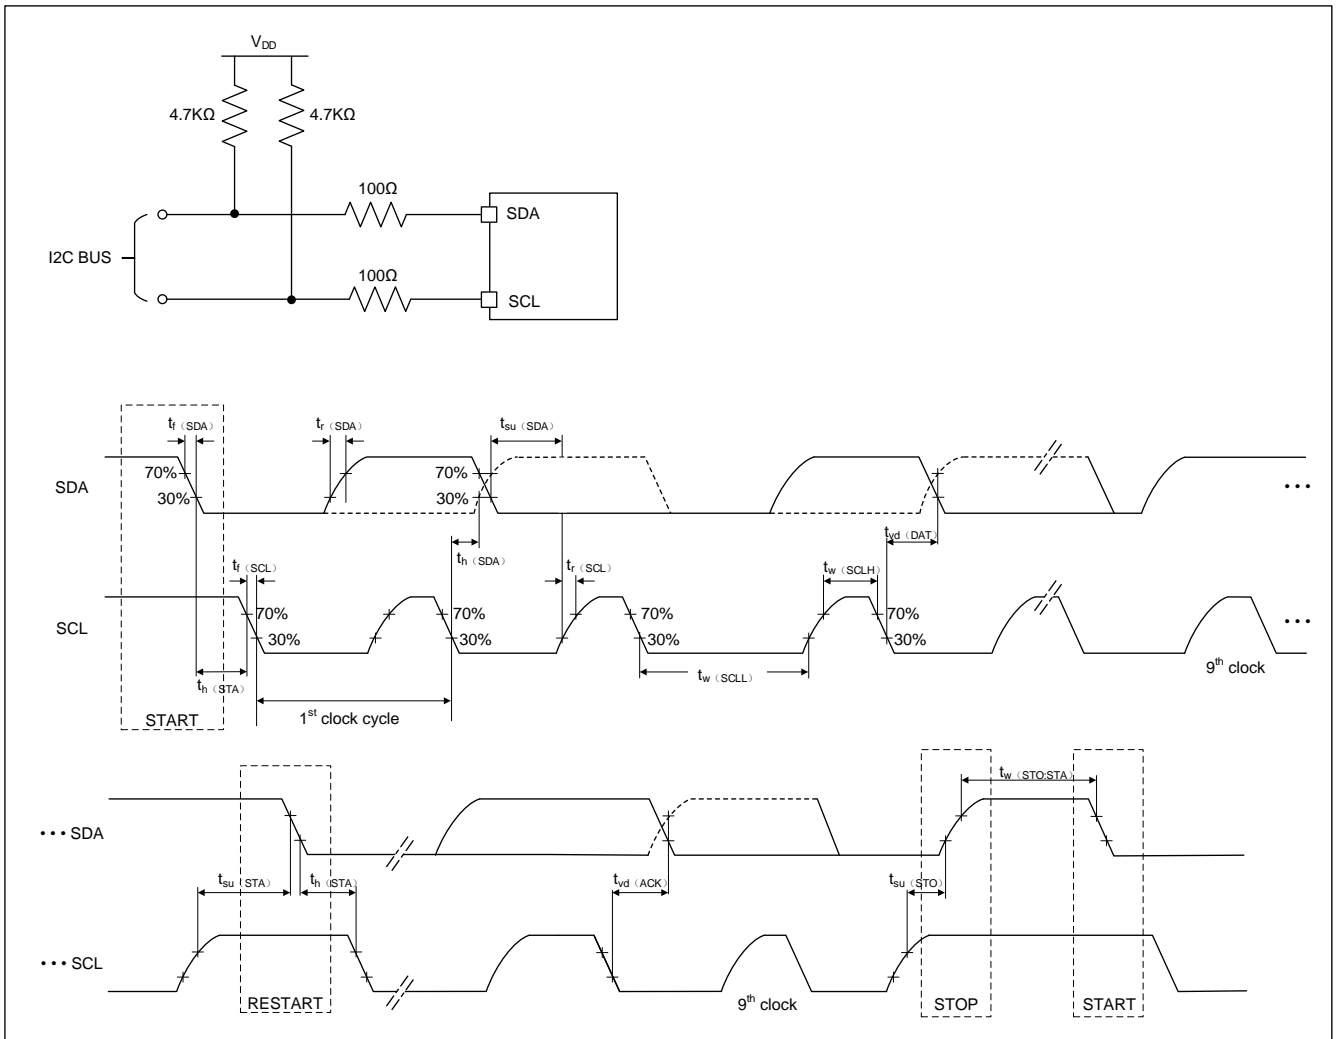 VDD
4.7KΩ 4.7KΩ
100Ω
SDA
I2C BUS
100Ω
SCL
tf（SDA） tr（SDA） tsu（SDA）
70% 70%
SDA
30% 30%
•••
tvd（DAT）
th（SDA）
tf（SCL） tr（SCL） tw（SCLH）
70% 70% 70% 70%
SCL
•••
30% 30% 30% 30%
th（STA） tw（SCLL） 9th clock
START 1st clock cycle
tw（STO:STA）
••• SDA
tsu（STA） th（STA） tvd（ACK） tsu（STO）
••• SCL
RESTART 9th clock STOP START